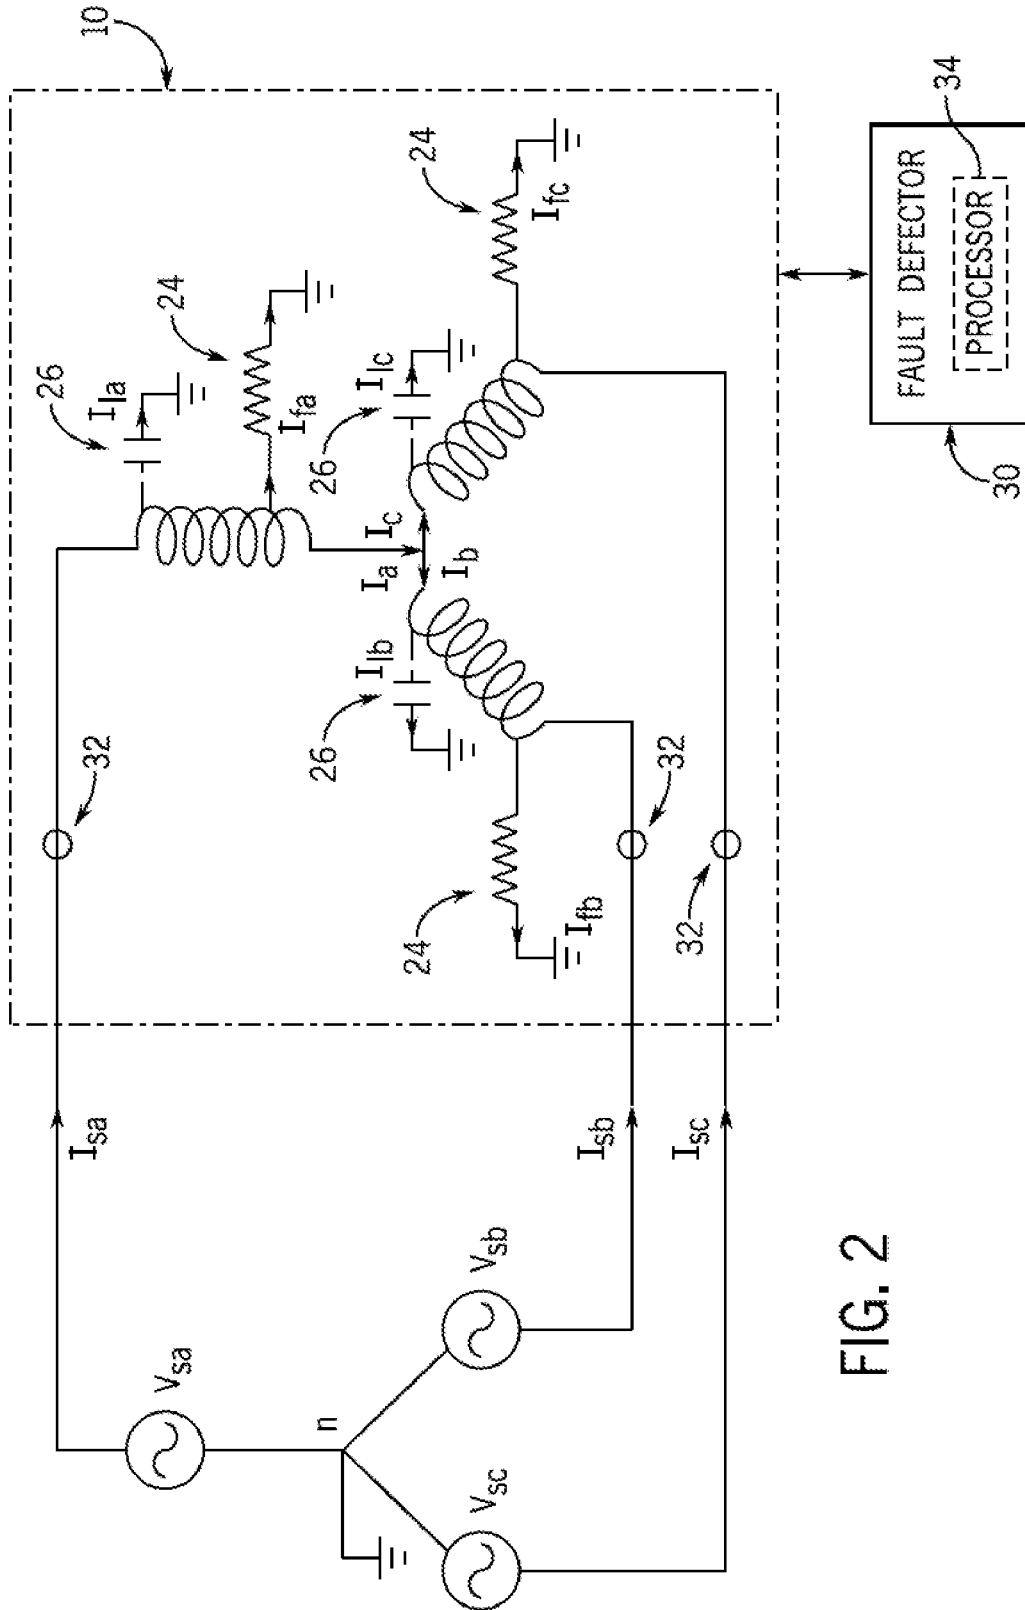 10
24
I_fc
34
FAULT DEFECTOR
PROCESSOR
30
24
I_fa
26
I_la
26
I_lc
I_c
I_a
I_b
I_lb
26
32
32
32
24
I_fb
I_sa
I_sb
I_sc
V_sa
V_sb
V_sc
n
FIG. 2